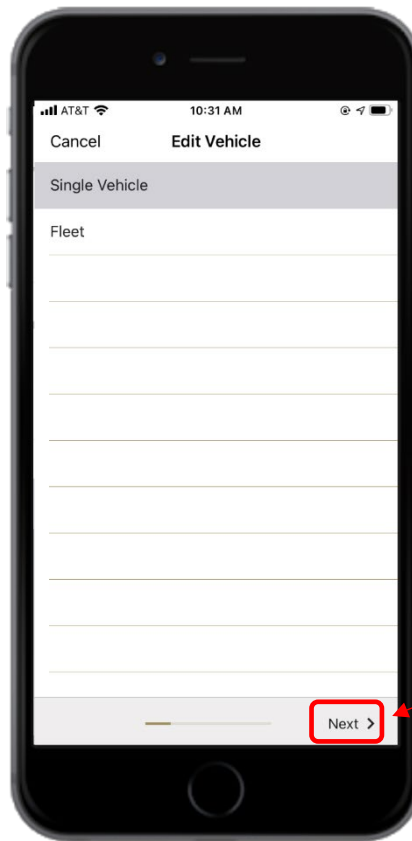 AT&T 10:31 AM
Cancel Edit Vehicle
Single Vehicle
Fleet
Next >